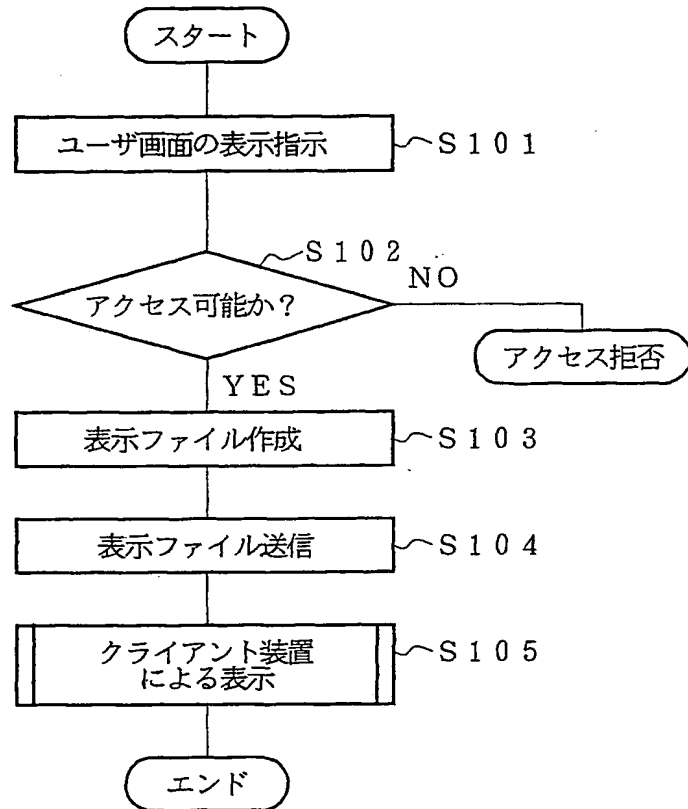 スタート
ユーザ画面の表示指示
S101
S102
アクセス可能か？
NO
アクセス拒否
YES
表示ファイル作成
S103
表示ファイル送信
S104
クライアント装置
による表示
S105
エンド